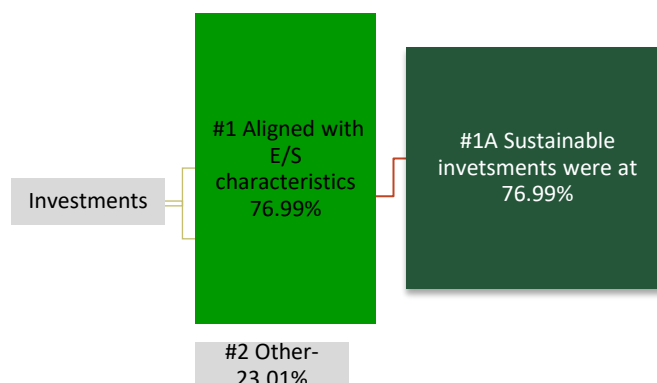 Investments
#1 Aligned with
E/S
characteristics
76.99%
#1A Sustainable
invetsments were at
76.99%
#2 Other-
23.01%